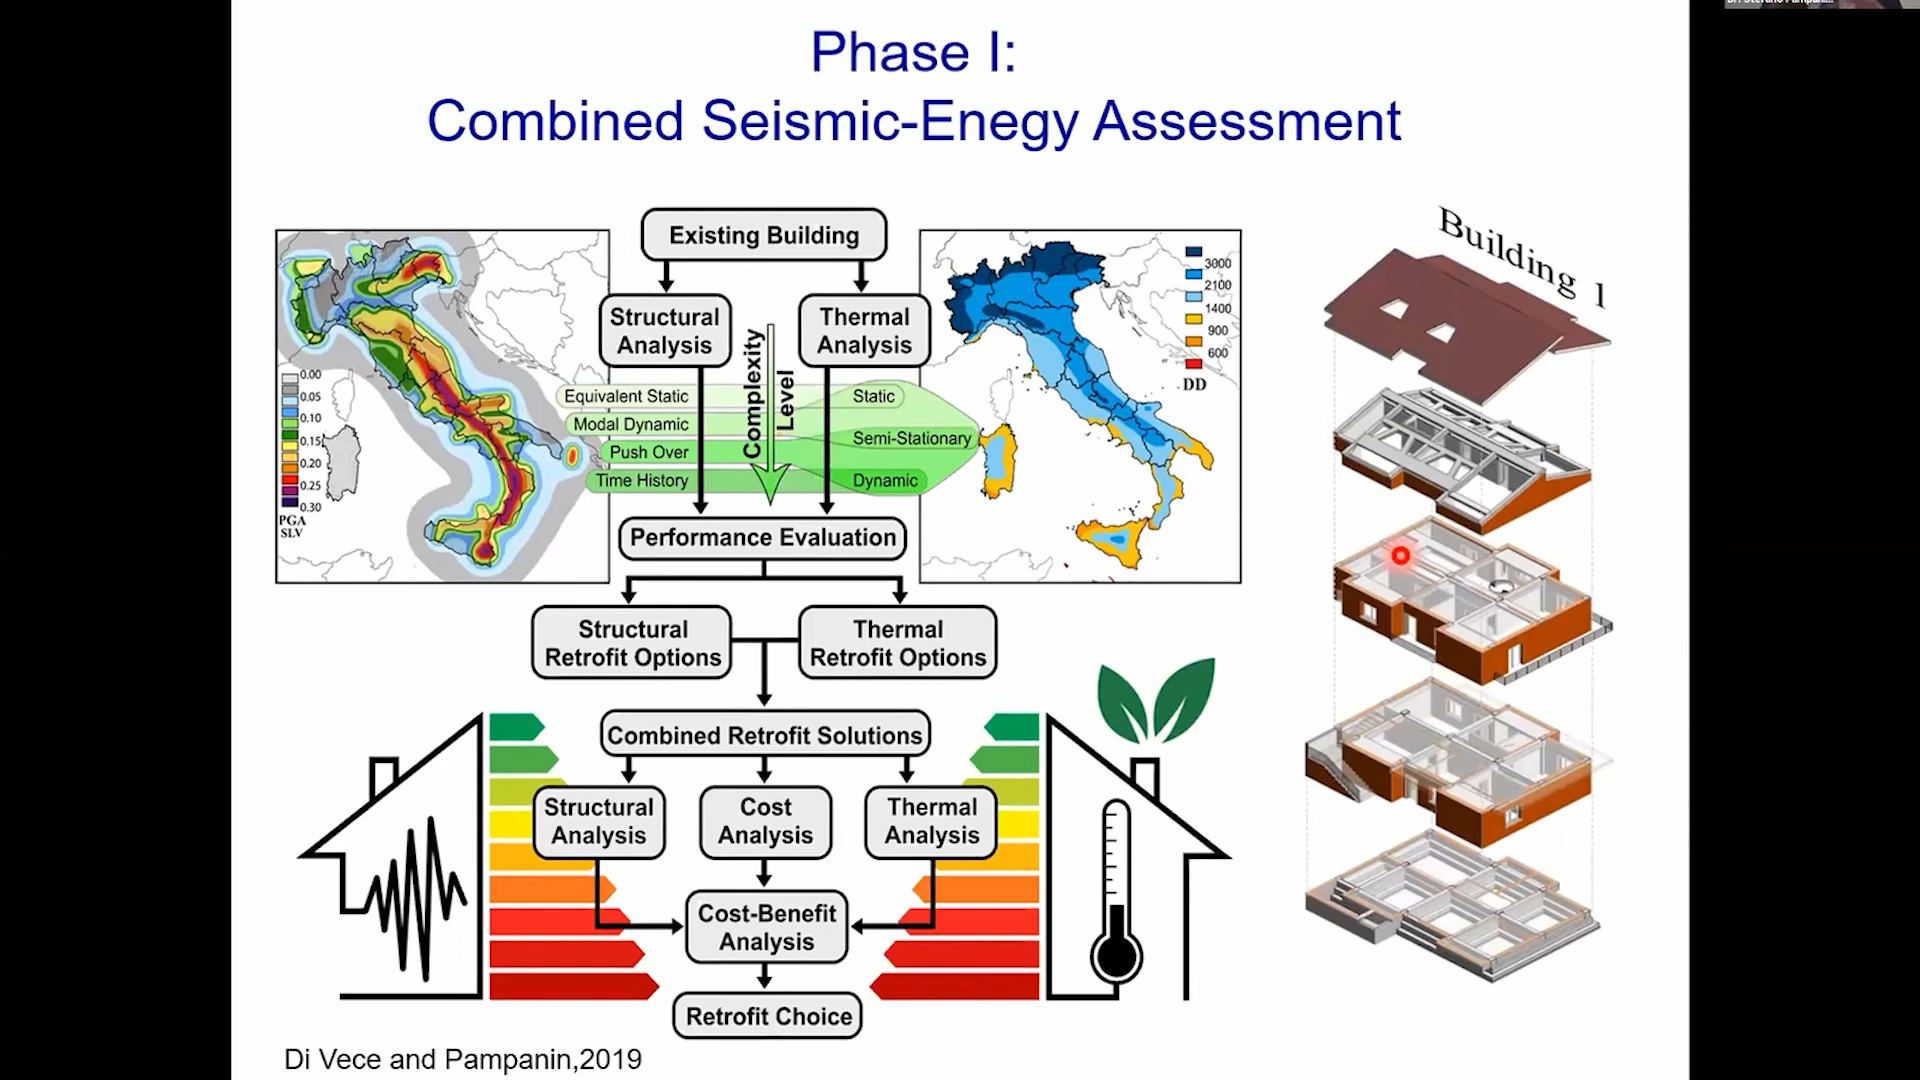 Phase I:
Combined Seismic-Enegy Assessment
Existing Building
Structural
Analysis
Thermal
Analysis
Complexity
Level
Equivalent Static
Modal Dynamic
Push Over
Time History
Static
Semi-Stationary
Dynamic
0.00
0.05
0.10
0.15
0.20
0.25
0.30
PGA
SLV
3000
2100
1400
900
600
DD
Building 1
Performance Evaluation
Structural
Retrofit Options
Thermal
Retrofit Options
Combined Retrofit Solutions
Structural
Analysis
Cost
Analysis
Thermal
Analysis
Cost-Benefit
Analysis
Retrofit Choice
Di Vece and Pampanin,2019